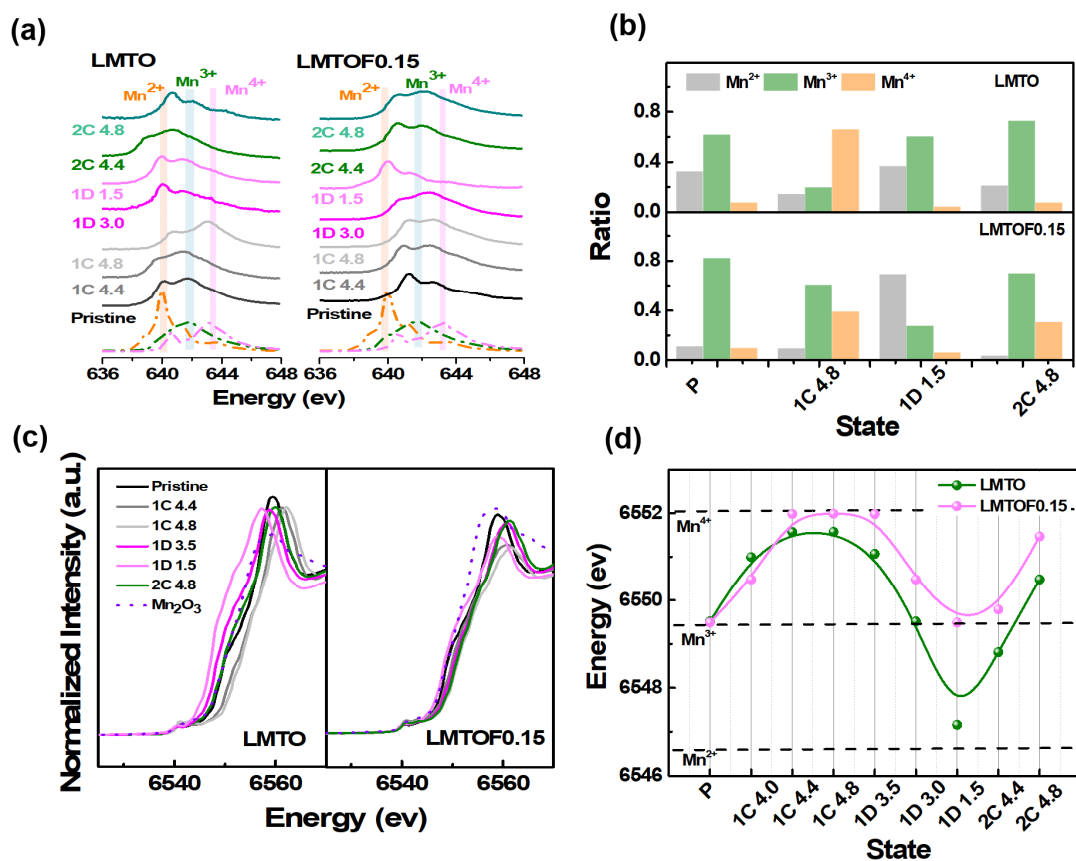 (a)
LMTO
Mn2+
Mn3+
Mn4+
2C 4.8
2C 4.4
1D 1.5
1D 3.0
1C 4.8
1C 4.4
Pristine
636 640 644 648
LMTOF0.15
Mn2+
Mn3+
Mn4+
2C 4.8
2C 4.4
1D 1.5
1D 3.0
1C 4.8
1C 4.4
Pristine
636 640 644 648
Energy (ev)
(b)
Mn2+ Mn3+ Mn4+
LMTO
0.8
0.4
0.0
LMTOF0.15
0.8
0.4
0.0
Ratio
P 1C 4.8 1D 1.5 2C 4.8
State
(c)
Normalized Intensity (a.u.)
Pristine
1C 4.4
1C 4.8
1D 3.5
1D 1.5
2C 4.8
Mn2O3
LMTO
LMTOF0.15
6540 6560 6540 6560
Energy (ev)
(d)
LMTO
LMTOF0.15
Energy (ev)
6552
6550
6548
6546
Mn4+
Mn3+
Mn2+
P 1C 4.0 1C 4.4 1C 4.8 1D 3.5 1D 3.0 1D 1.5 2C 4.4 2C 4.8
State